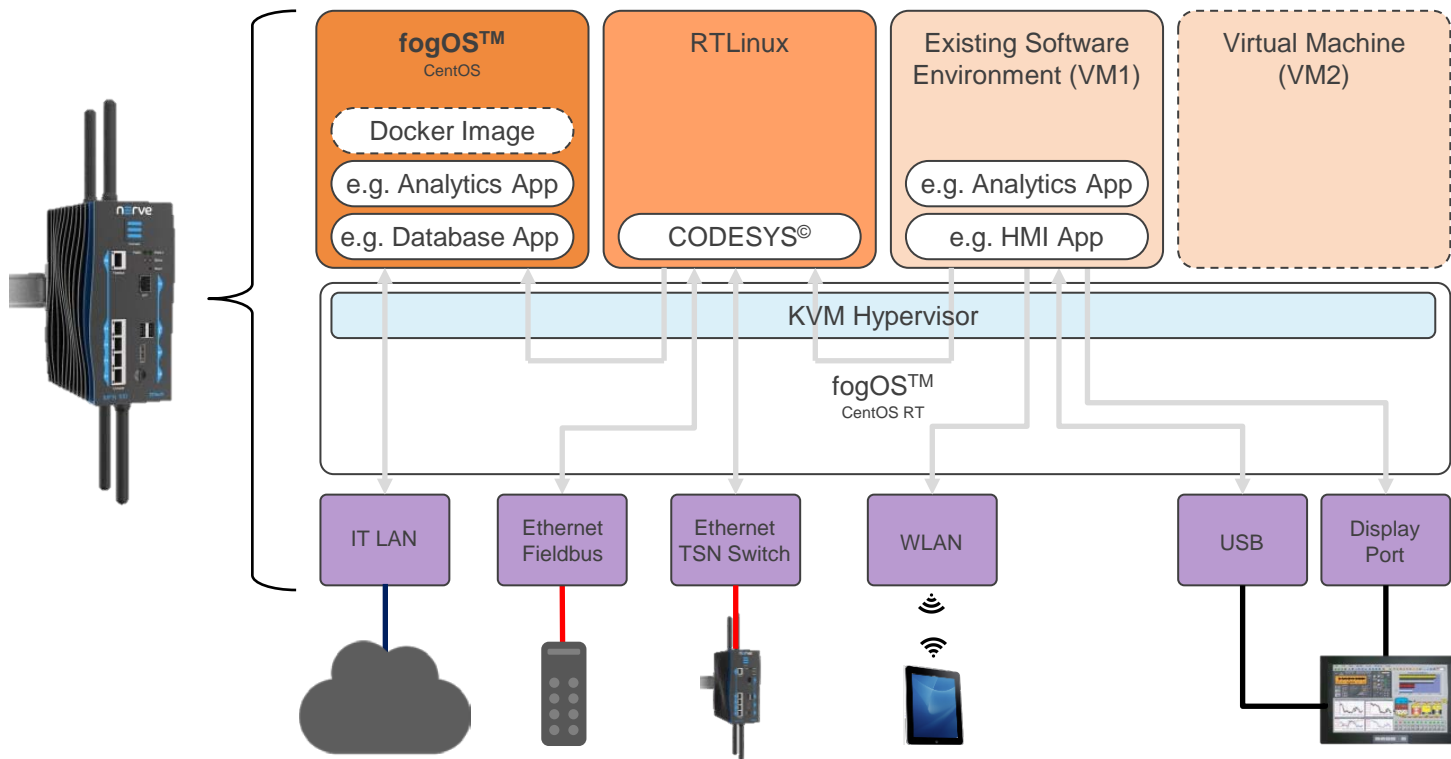 fogOS™
CentOS
Docker Image
e.g. Analytics App
e.g. Database App
RTLinux
CODESYS©
Existing Software
Environment (VM1)
e.g. Analytics App
e.g. HMI App
Virtual Machine
(VM2)
nerve
KVM Hypervisor
fogOS™
CentOS RT
IT LAN
Ethernet
Fieldbus
Ethernet
TSN Switch
WLAN
USB
Display
Port